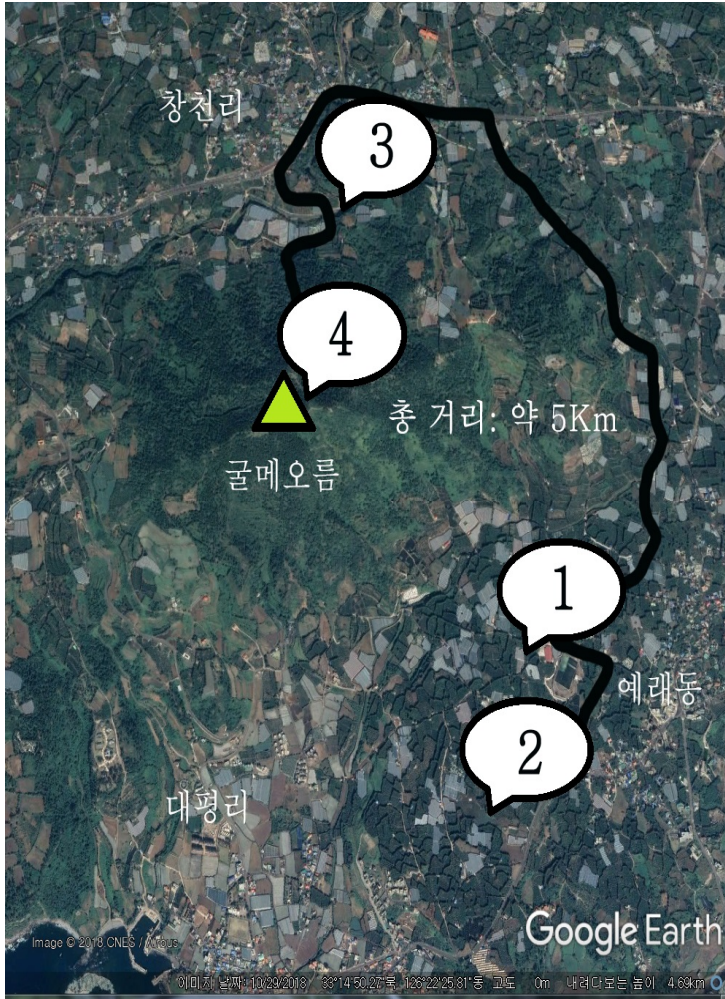 창천리
3
4
총 거리: 약 5Km
굴메오름
1
예래동
2
대평리
Google Earth
Image © 2018 CNES / Airbus
이미지 날짜: 10/29/2018 33°14'50.27"북 126°22'25.81"동 고도 0m 내려다보는 높이 4.69km